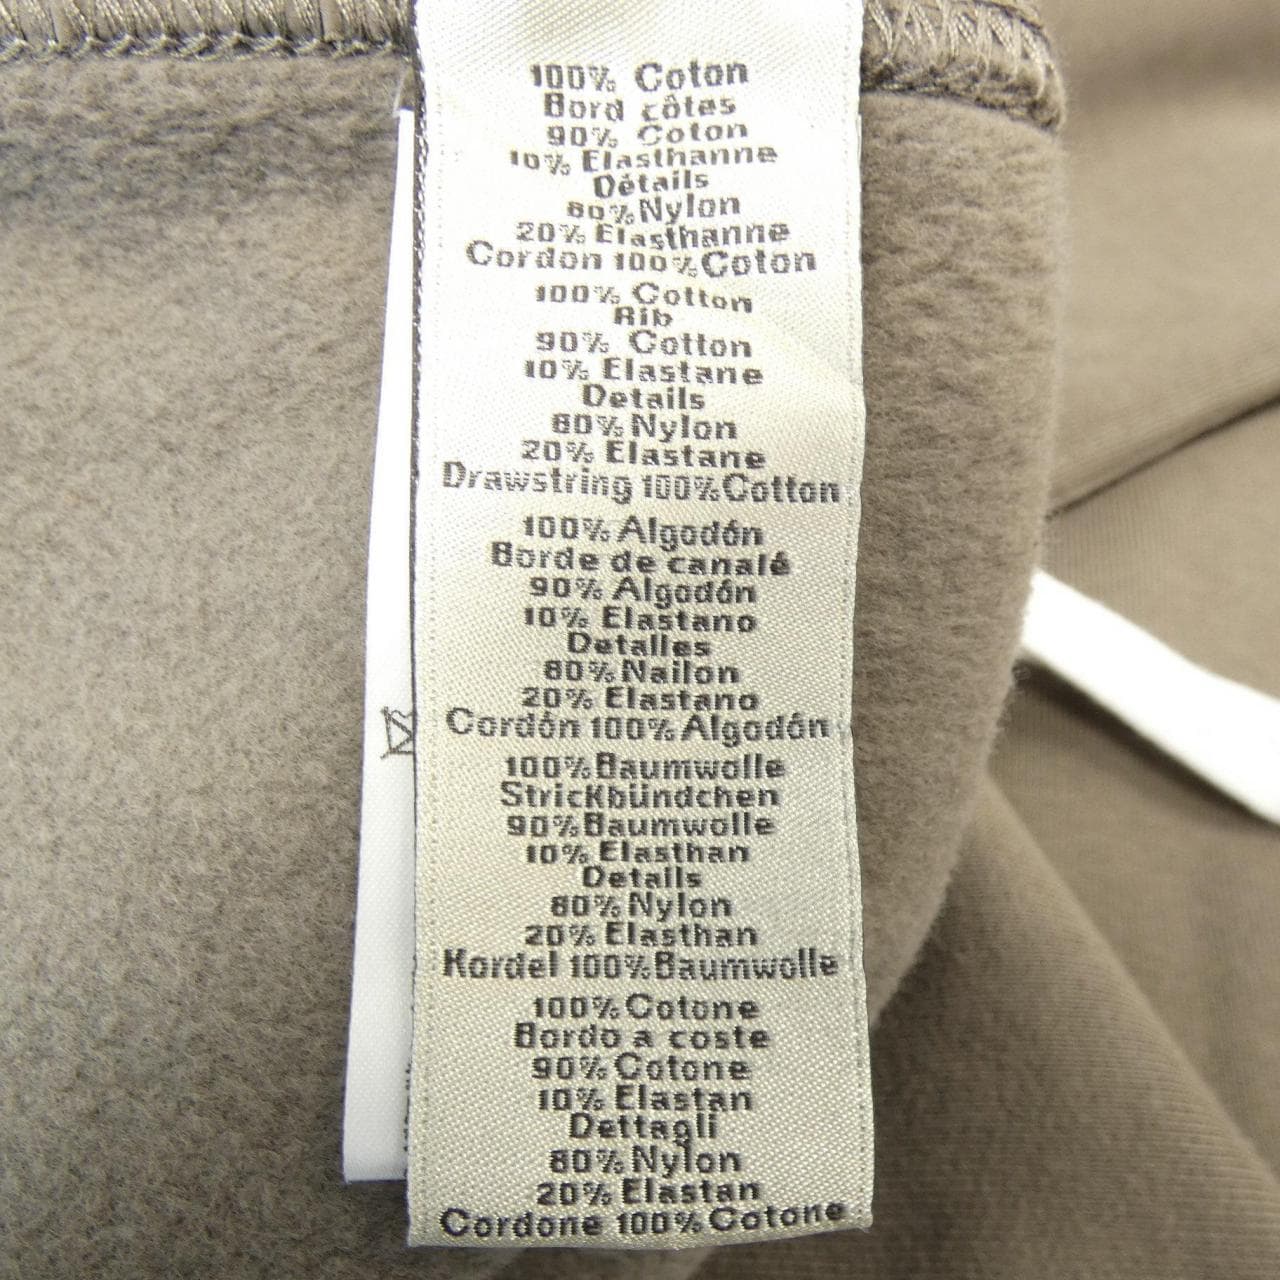 100% Coton
Bord côtes
90% Coton
10% Elasthanne
Détails
80% Nylon
20% Elasthanne
Cordon 100% Coton
100% Cotton
Rib
90% Cotton
10% Elastane
Details
80% Nylon
20% Elastane
Drawstring 100% Cotton
100% Algodón
Borde de canalé
90% Algodón
10% Elastano
Detalles
80% Nailon
20% Elastano
Cordón 100% Algodón
100% Baumwolle
Strickbündchen
90% Baumwolle
10% Elasthan
Details
80% Nylon
20% Elasthan
Kordel 100% Baumwolle
100% Cotone
Bordo a coste
90% Cotone
10% Elastan
Dettagli
80% Nylon
20% Elastan
Cordone 100% Cotone